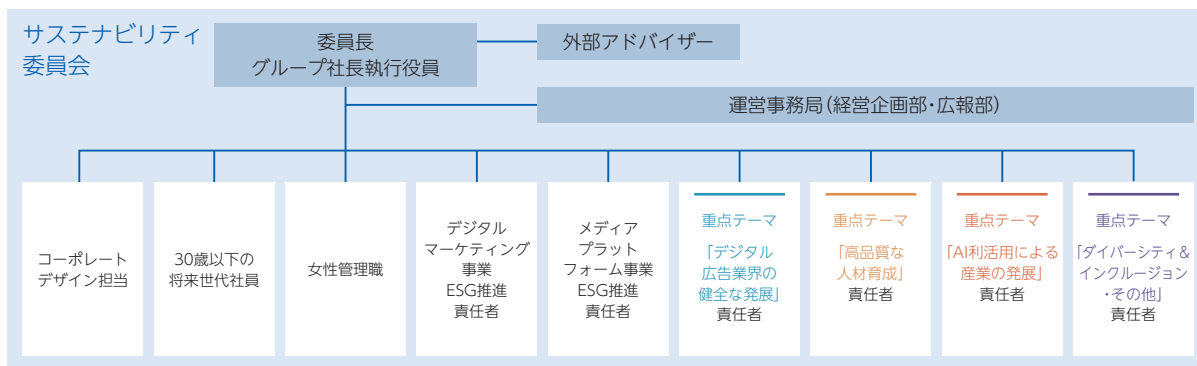 サステナビリティ
委員会
委員長
グループ社長執行役員
外部アドバイザー
運営事務局(経営企画部・広報部)
コーポレート
デザイン担当
30歳以下の
将来世代社員
女性管理職
デジタル
マーケティング
事業
ESG推進
責任者
メディア
プラット
フォーム事業
ESG推進
責任者
重点テーマ
「デジタル
広告業界の
健全な発展」
責任者
重点テーマ
「高品質な
人材育成」
責任者
重点テーマ
「AI利活用による
産業の発展」
責任者
重点テーマ
「ダイバーシティ&
インクルージョン
・その他」
責任者